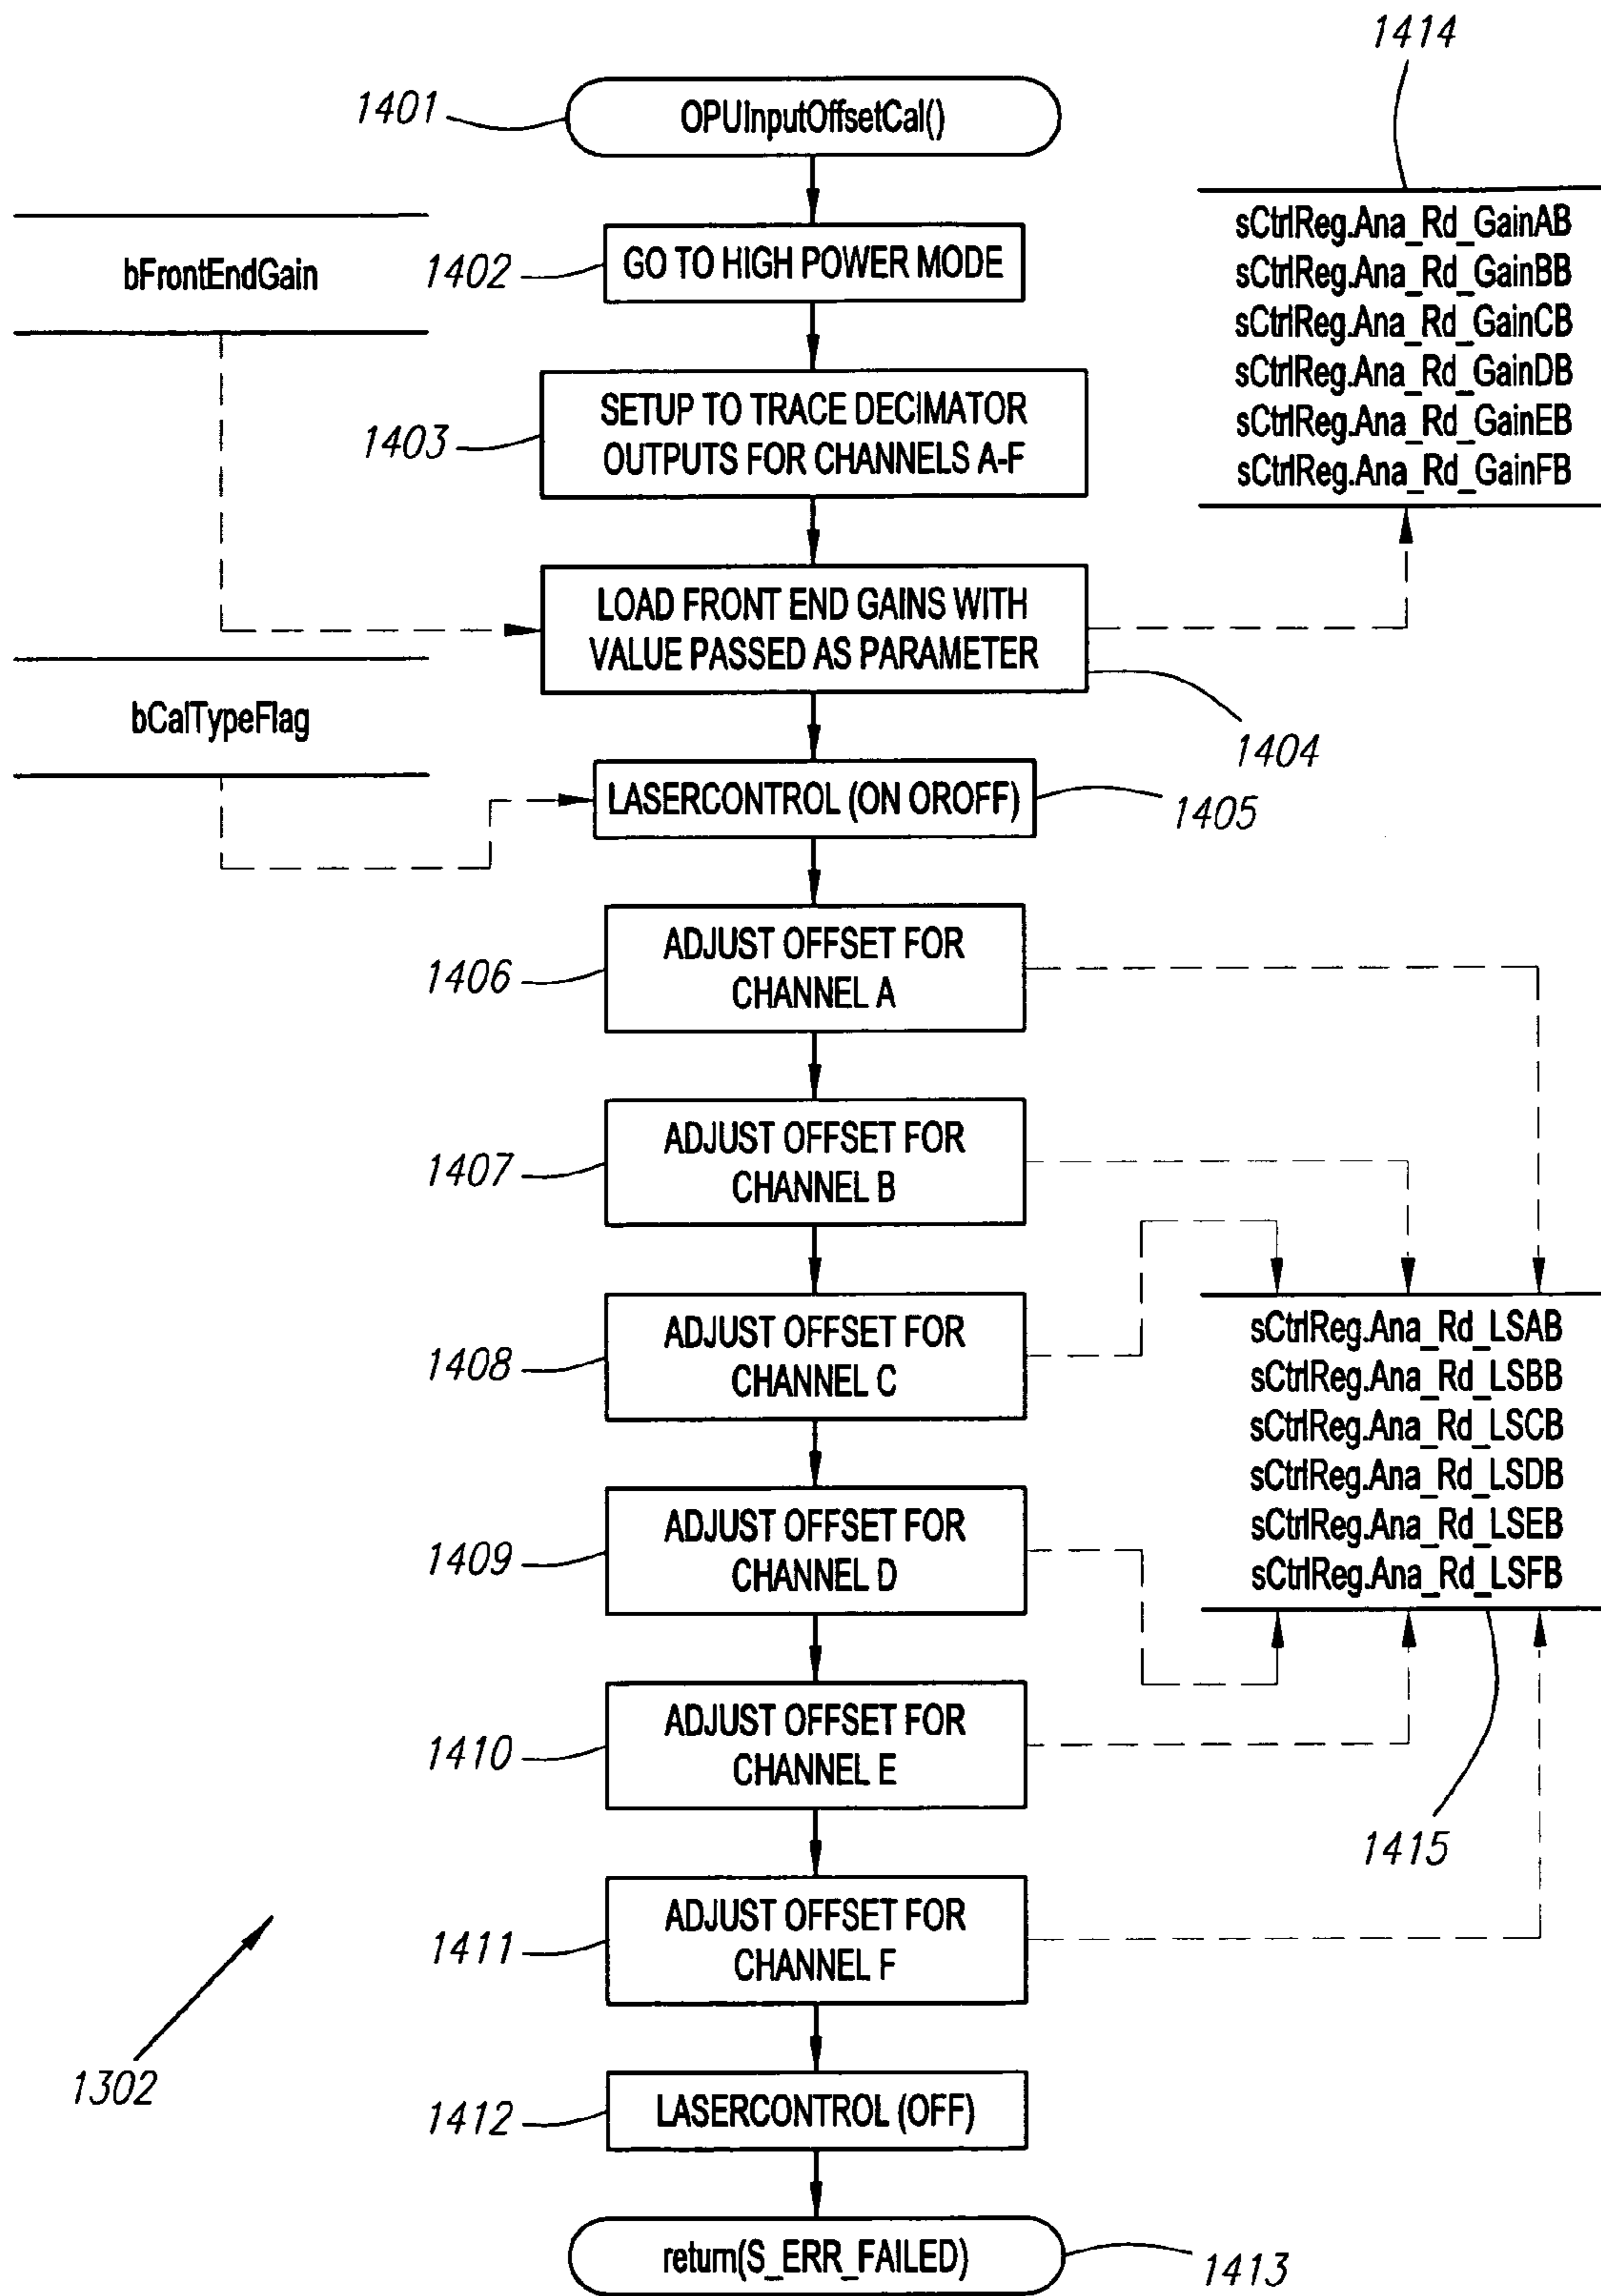 1414
1401
OPUInputOffsetCal()
sCtrlReg.Ana_Rd_GainAB
sCtrlReg.Ana_Rd_GainBB
sCtrlReg.Ana_Rd_GainCB
sCtrlReg.Ana_Rd_GainDB
sCtrlReg.Ana_Rd_GainEB
sCtrlReg.Ana_Rd_GainFB
bFrontEndGain
1402
GO TO HIGH POWER MODE
1403
SETUP TO TRACE DECIMATOR
OUTPUTS FOR CHANNELS A-F
LOAD FRONT END GAINS WITH
VALUE PASSED AS PARAMETER
1404
bCalTypeFlag
LASERCONTROL (ON OROFF)
1405
1406
ADJUST OFFSET FOR
CHANNEL A
1407
ADJUST OFFSET FOR
CHANNEL B
1408
ADJUST OFFSET FOR
CHANNEL C
sCtrlReg.Ana_Rd_LSAB
sCtrlReg.Ana_Rd_LSBB
sCtrlReg.Ana_Rd_LSCB
sCtrlReg.Ana_Rd_LSDB
sCtrlReg.Ana_Rd_LSEB
sCtrlReg.Ana_Rd_LSFB
1409
ADJUST OFFSET FOR
CHANNEL D
1410
ADJUST OFFSET FOR
CHANNEL E
1415
1411
ADJUST OFFSET FOR
CHANNEL F
1302
1412
LASERCONTROL (OFF)
return(S_ERR_FAILED)
1413